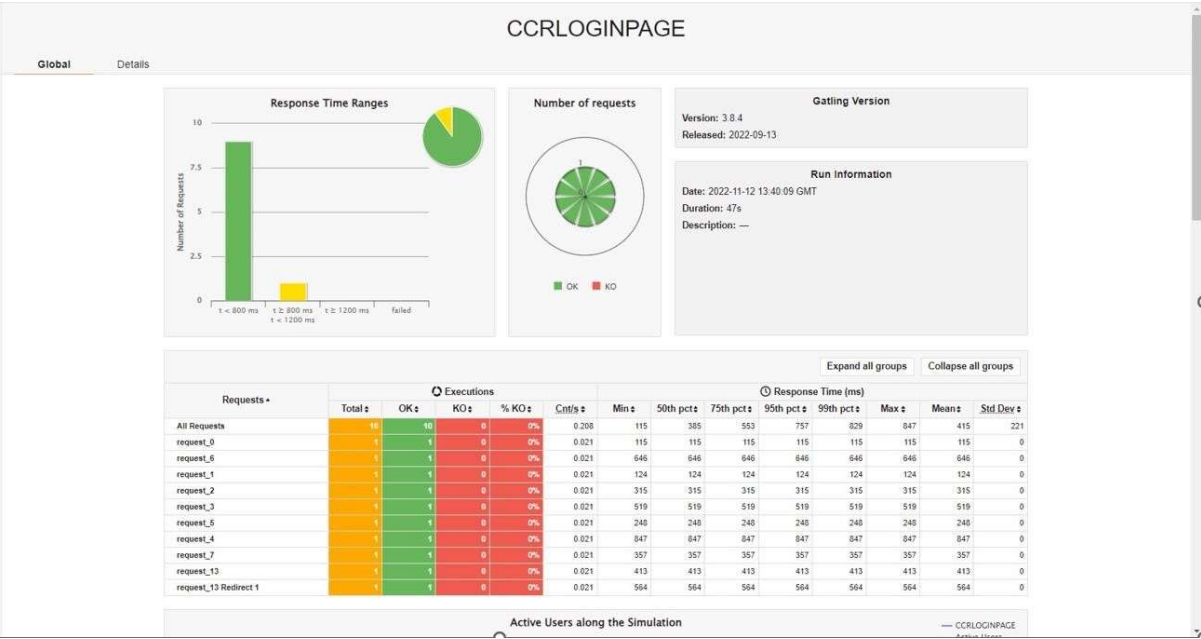 CCRLOGINPAGE
Global Details
Response Time Ranges
10
7.5
5
2.5
0
Number of Requests
t < 800 ms
t ≥ 800 ms
t < 1200 ms
t ≥ 1200 ms
failed
Number of requests
1
OK KO
Gatling Version
Version: 3.8.4
Released: 2022-09-13
Run Information
Date: 2022-11-12 13:40:09 GMT
Duration: 47s
Description: —
Expand all groups Collapse all groups
Requests Executions Response Time (ms)
Total OK KO % KO Cnt/s Min 50th pct 75th pct 95th pct 99th pct Max Mean Std Dev
All Requests 10 10 0 0% 0.208 115 385 553 757 829 847 415 221
request_0 1 1 0 0% 0.021 115 115 115 115 115 115 115 0
request_6 1 1 0 0% 0.021 646 646 646 646 646 646 646 0
request_1 1 1 0 0% 0.021 124 124 124 124 124 124 124 0
request_2 1 1 0 0% 0.021 315 315 315 315 315 315 315 0
request_3 1 1 0 0% 0.021 519 519 519 519 519 519 519 0
request_5 1 1 0 0% 0.021 248 248 248 248 248 248 248 0
request_4 1 1 0 0% 0.021 847 847 847 847 847 847 847 0
request_7 1 1 0 0% 0.021 357 357 357 357 357 357 357 0
request_13 1 1 0 0% 0.021 413 413 413 413 413 413 413 0
request_13 Redirect 1 1 1 0 0% 0.021 564 564 564 564 564 564 564 0
Active Users along the Simulation
CCRLOGINPAGE
Active Users